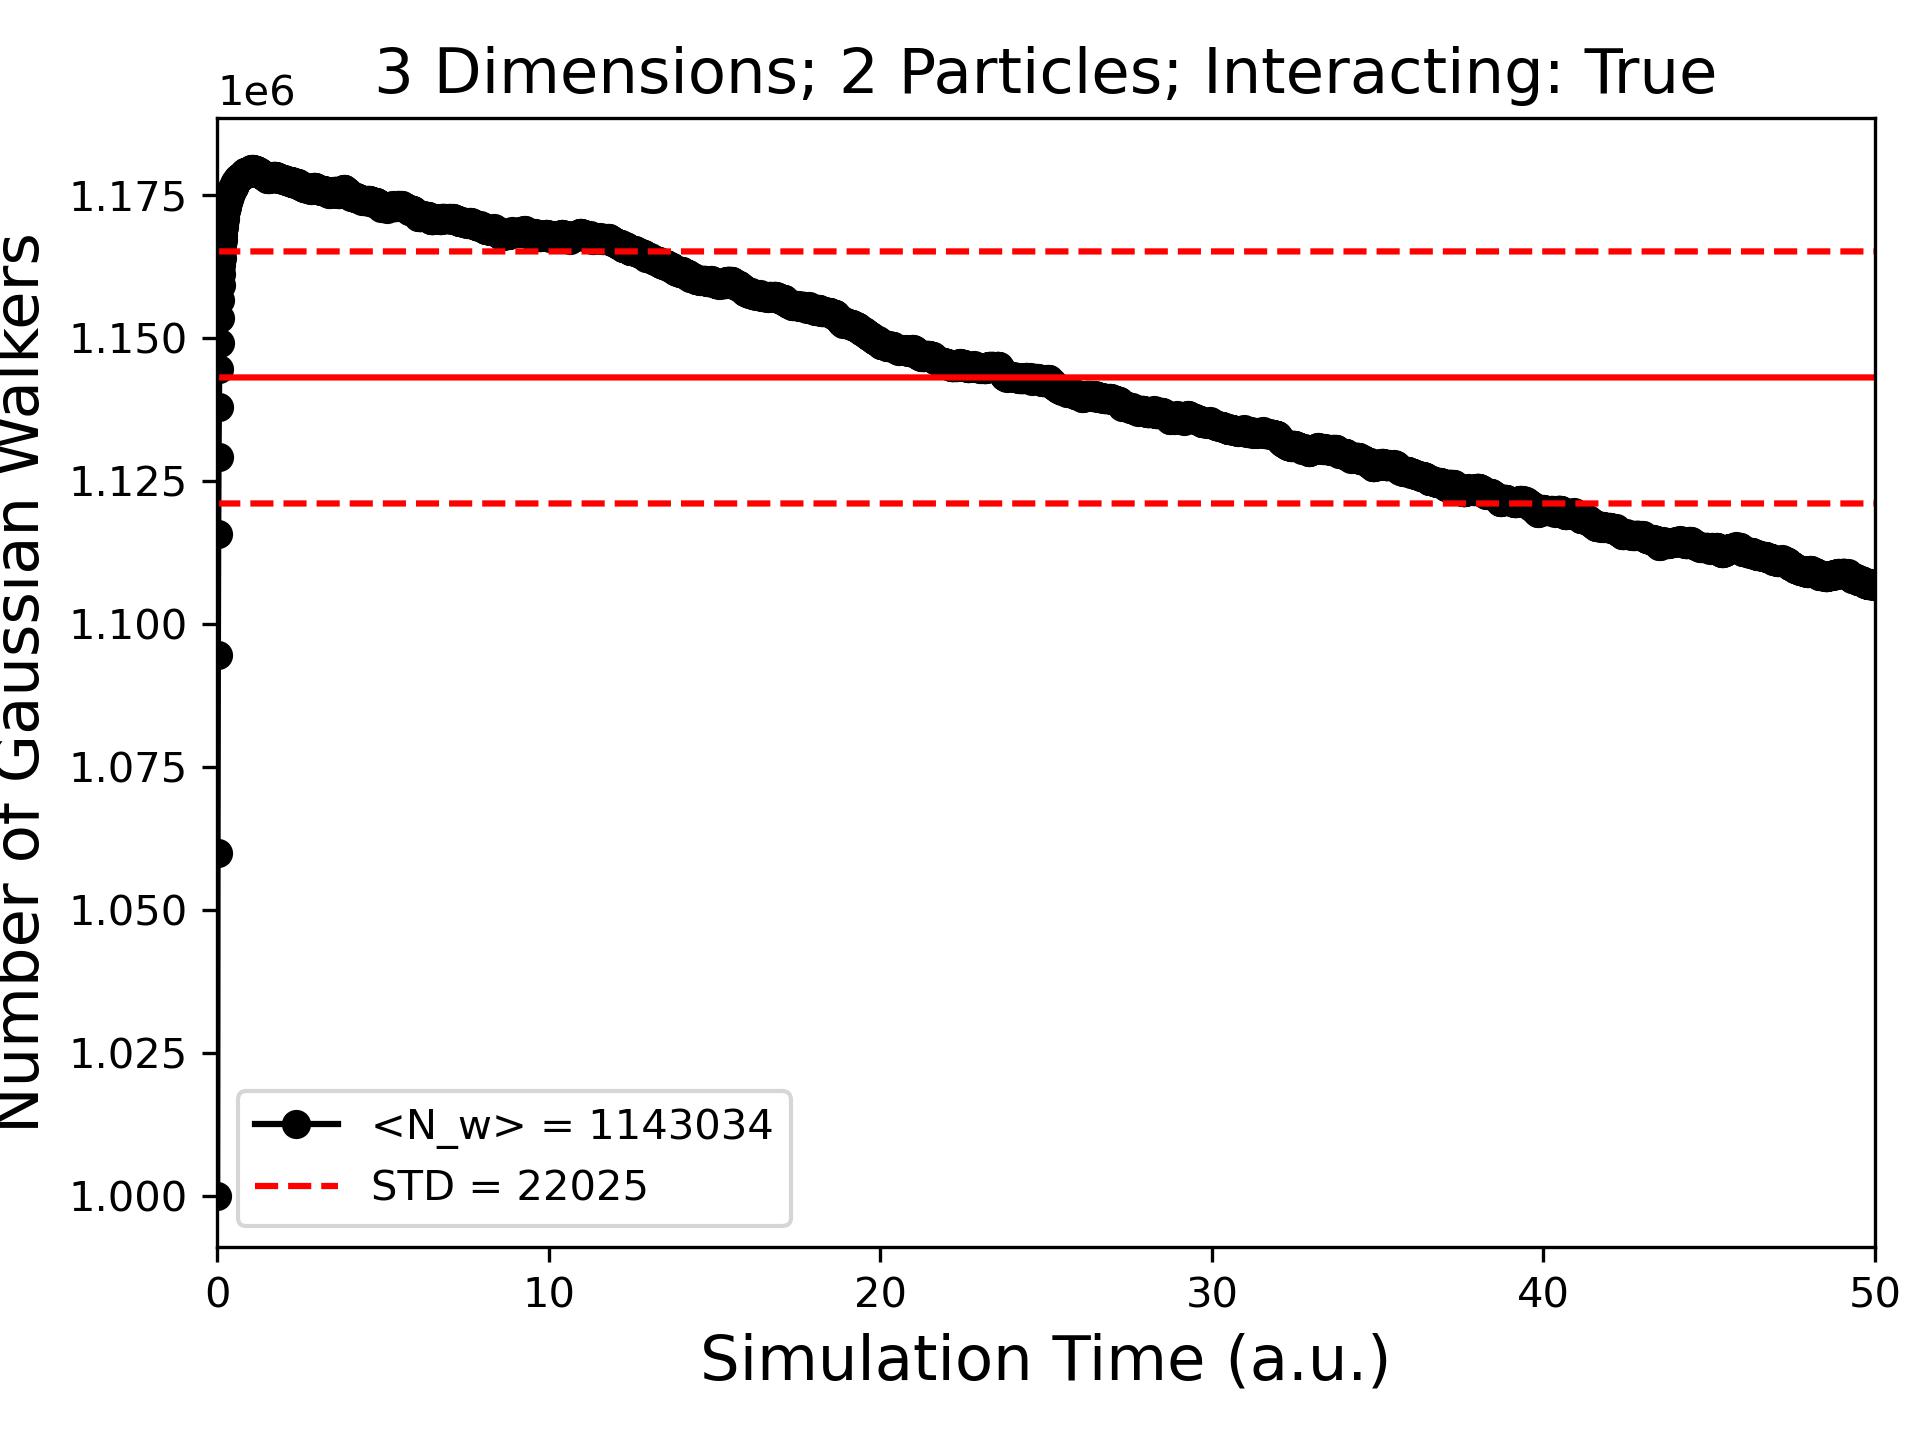 3 Dimensions; 2 Particles; Interacting: True
1e6
Number of Gaussian Walkers
1.175
1.150
1.125
1.100
1.075
1.050
1.025
1.000
<N_w> = 1143034
STD = 22025
0 10 20 30 40 50
Simulation Time (a.u.)